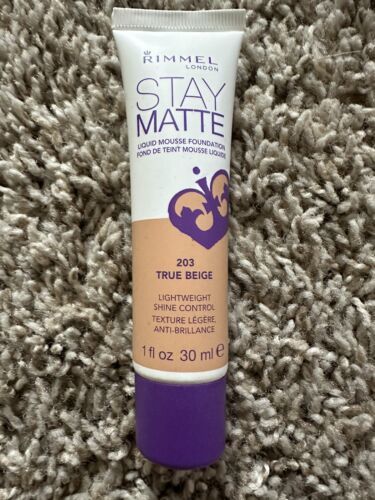 RIMMEL
LONDON
STAY
MATTE
LIQUID MOUSSE FOUNDATION
FOND DE TEINT MOUSSE LIQUIDE
203
TRUE BEIGE
LIGHTWEIGHT
SHINE CONTROL
TEXTURE LÉGÈRE,
ANTI-BRILLANCE
1 fl oz 30 ml ℮